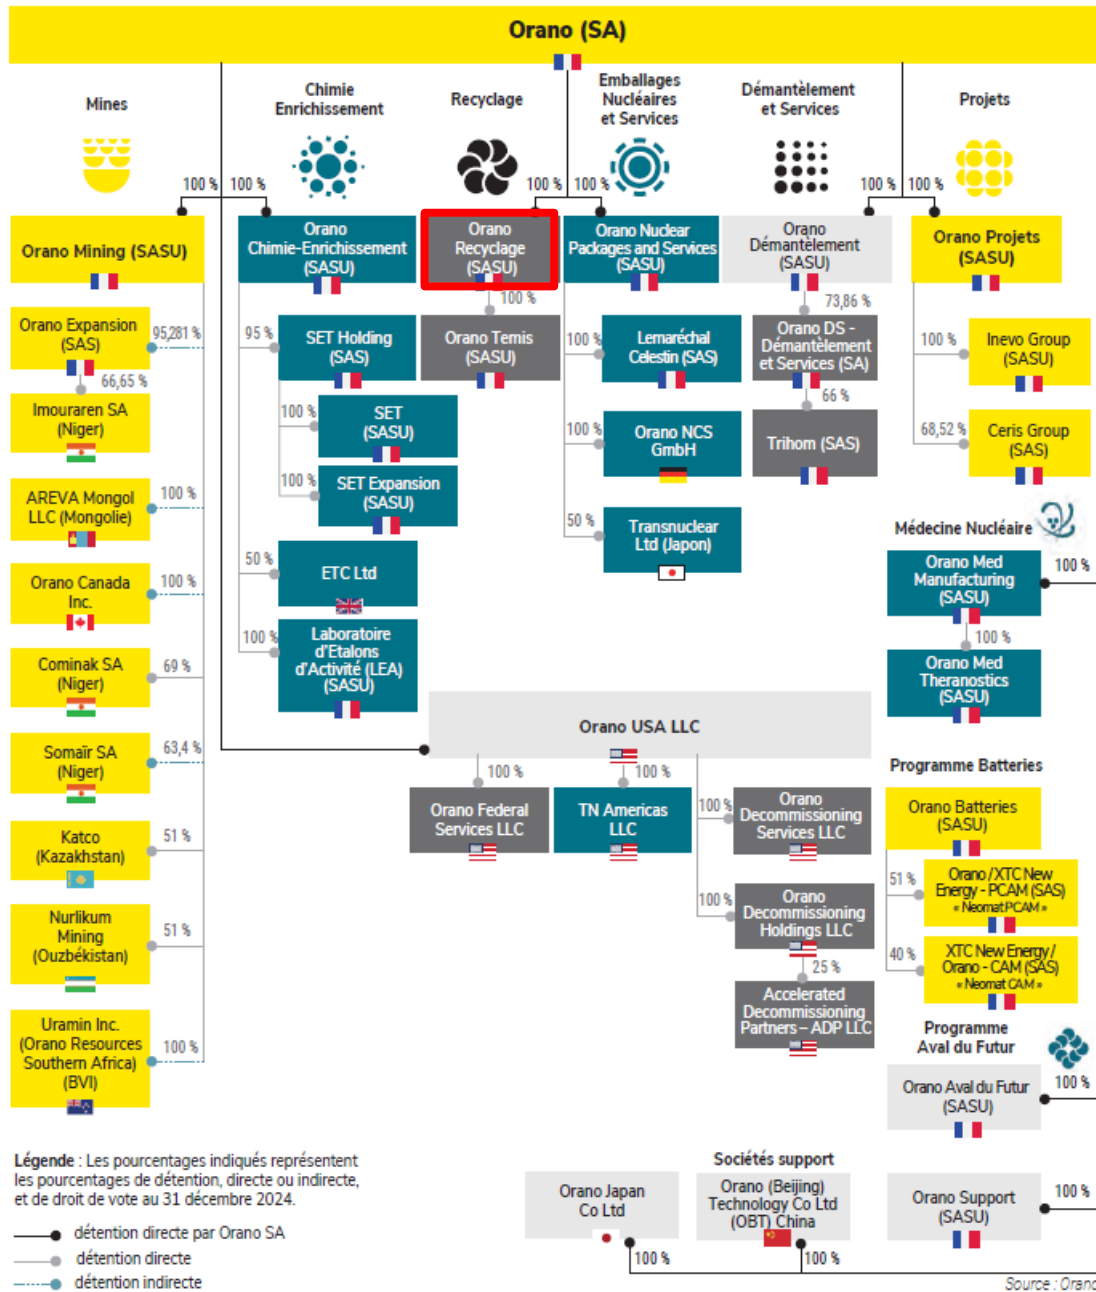 Orano (SA)
Mines
Chimie
Enrichissement
Recyclage
Emballages
Nucléaires
et Services
Démantèlement
et Services
Projets
100 %
100 %
100 %
100 %
100 %
100 %
Orano Mining (SASU)
Orano
Chimie-Enrichissement
(SASU)
Orano
Recyclage
(SASU)
Orano Nuclear
Packages and Services
(SASU)
Orano
Démantèlement
(SASU)
Orano Projets
(SASU)
Orano Expansion
(SAS)
95,281 %
66,65 %
Imouraren SA
(Niger)
AREVA Mongol
LLC (Mongolie)
100 %
Orano Canada
Inc.
100 %
Cominak SA
(Niger)
69 %
Somaïr SA
(Niger)
63,4 %
Katco
(Kazakhstan)
51 %
Nurlikum
Mining
(Ouzbékistan)
51 %
Uramin Inc.
(Orano Resources
Southern Africa)
(BVI)
100 %
95 %
SET Holding
(SAS)
100 %
SET
(SASU)
100 %
SET Expansion
(SASU)
50 %
ETC Ltd
100 %
Laboratoire
d'Etalons
d'Activité (LEA)
(SASU)
100 %
Orano Temis
(SASU)
100 %
Lemaréchal
Celestin (SAS)
100 %
Orano NCS
GmbH
50 %
Transnuclear
Ltd (Japon)
73,86 %
Orano DS -
Démantèlement
et Services (SA)
66 %
Trihom (SAS)
100 %
Inevo Group
(SASU)
68,52 %
Ceris Group
(SAS)
Médecine Nucléaire
Orano Med
Manufacturing
(SASU)
100 %
100 %
Orano Med
Theranostics
(SASU)
Orano USA LLC
100 %
Orano Federal
Services LLC
100 %
TN Americas
LLC
100 %
Orano
Decommissioning
Services LLC
100 %
Orano
Decommissioning
Holdings LLC
25 %
Accelerated
Decommissioning
Partners – ADP LLC
Programme Batteries
Orano Batteries
(SASU)
51 %
Orano / XTC New
Energy - PCAM (SAS)
« Neomat PCAM »
40 %
XTC New Energy /
Orano - CAM (SAS)
« Neomat CAM »
Programme
Aval du Futur
Orano Aval du Futur
(SASU)
100 %
Légende : Les pourcentages indiqués représentent
les pourcentages de détention, directe ou indirecte,
et de droit de vote au 31 décembre 2024.
détention directe par Orano SA
détention directe
détention indirecte
Sociétés support
Orano Japan
Co Ltd
100 %
Orano (Beijing)
Technology Co Ltd
(OBT) China
100 %
Orano Support
(SASU)
100 %
Source : Orano